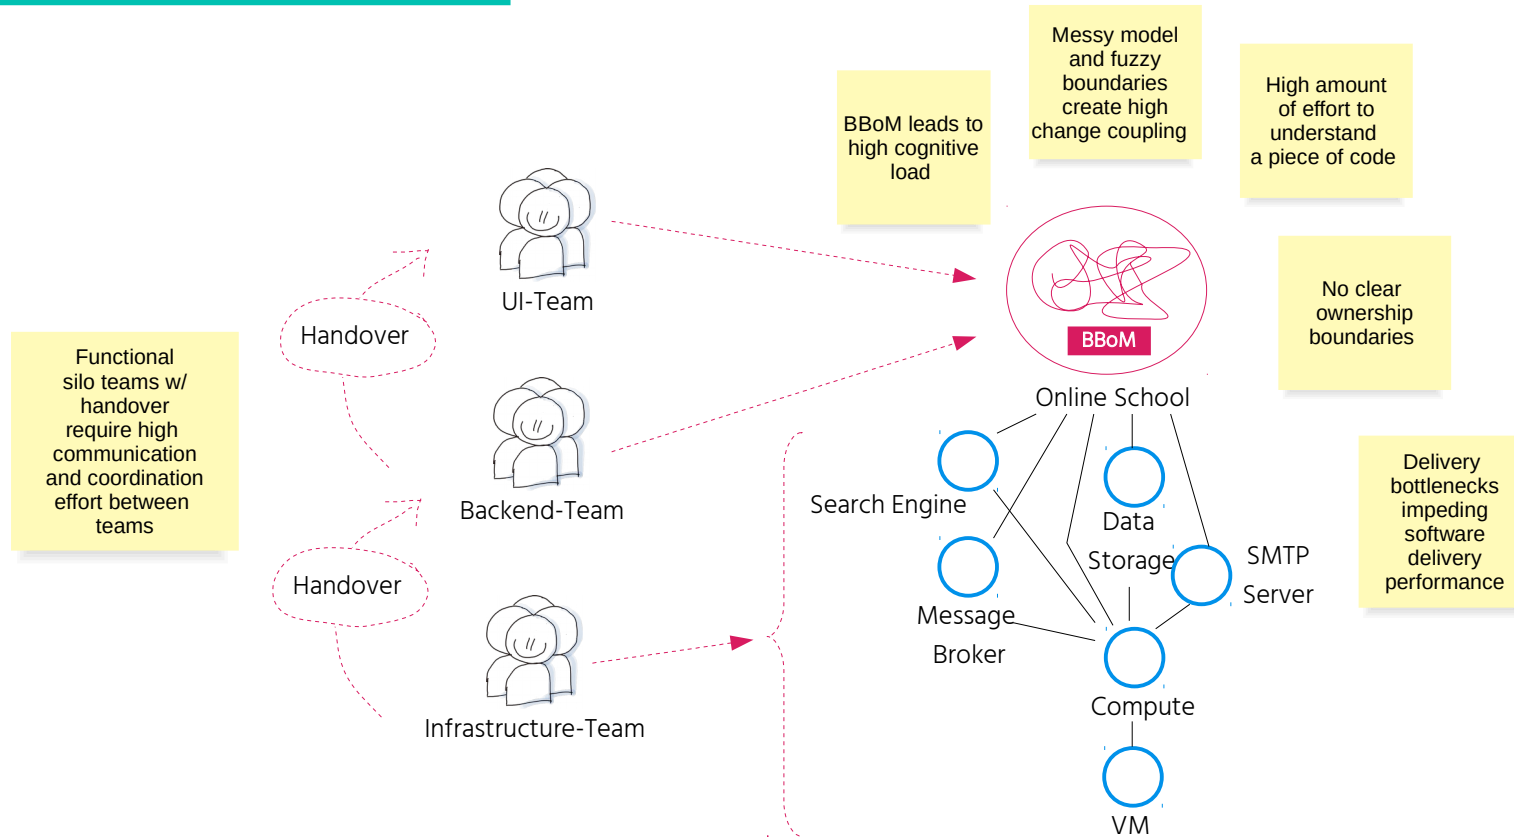 Messy model
and fuzzy
boundaries
create high
change coupling
BBoM leads to
high cognitive
load
High amount
of effort to
understand
a piece of code
UI-Team
Handover
BBoM
No clear
ownership
boundaries
Functional
silo teams w/
handover
require high
communication
and coordination
effort between
teams
Online School
Backend-Team
Search Engine
Data
Storage
SMTP
Server
Delivery
bottlenecks
impeding
software
delivery
performance
Handover
Message
Broker
Infrastructure-Team
Compute
VM